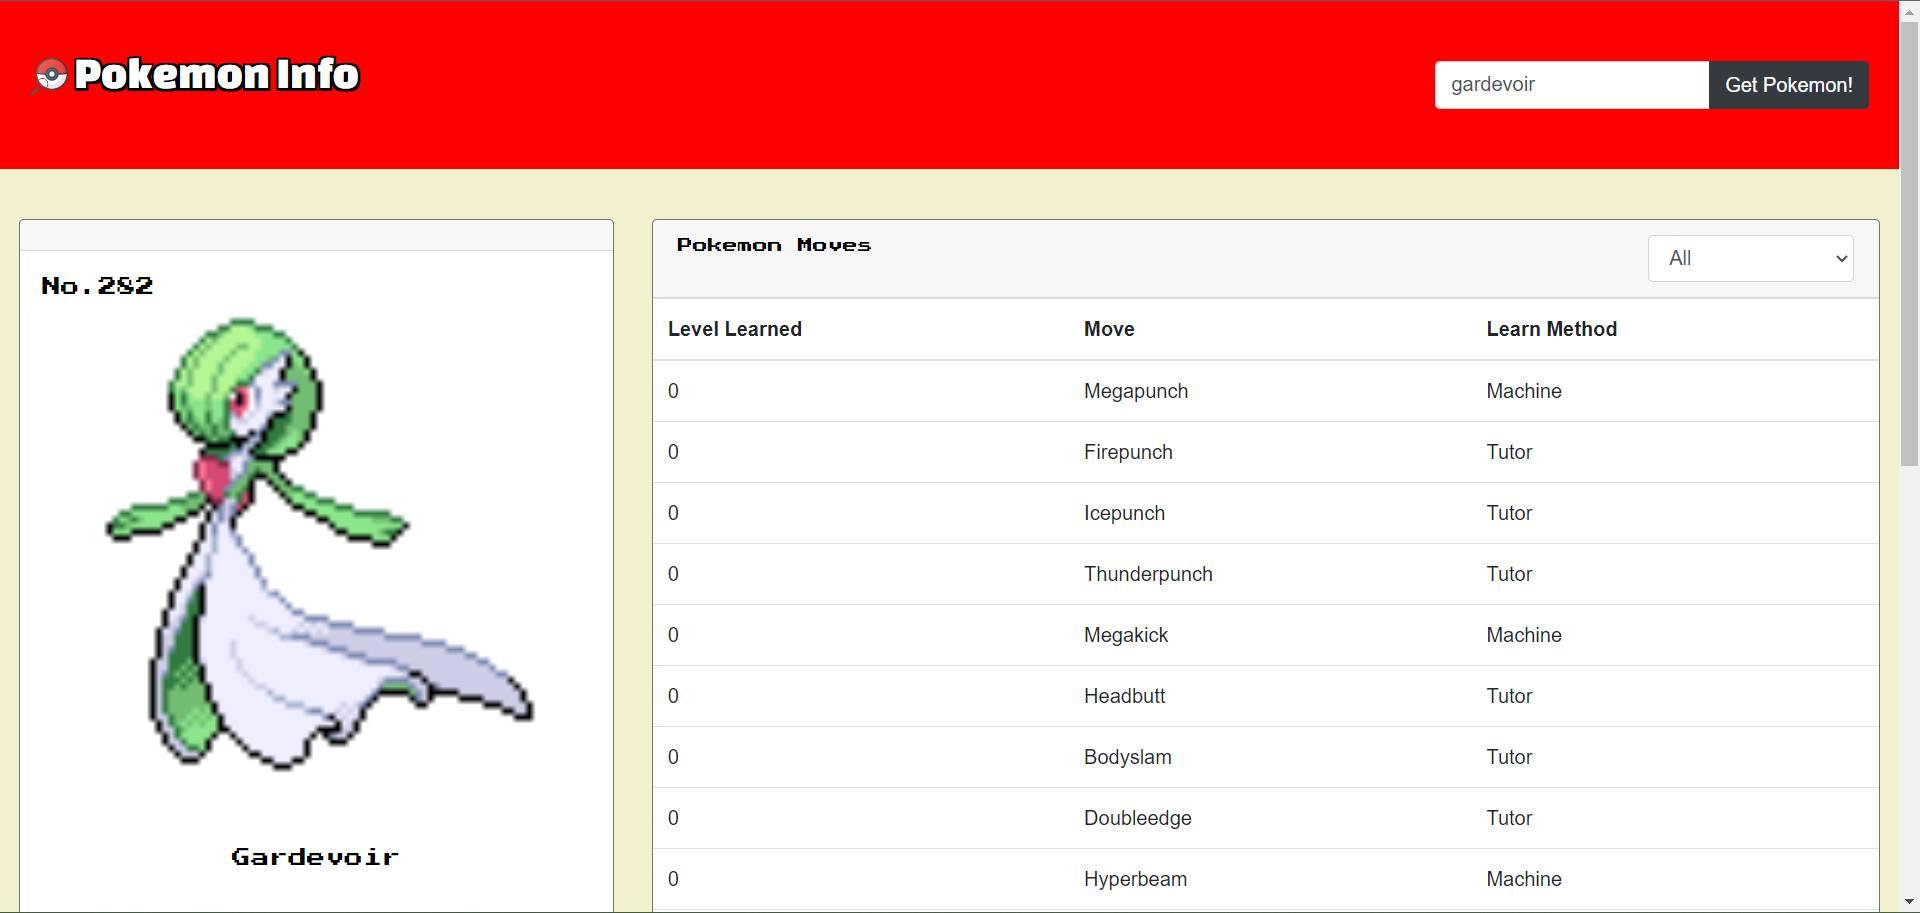 Pokemon Info
gardevoir
Get Pokemon!
No.282
Gardevoir
Pokemon Moves
All
Level Learned Move Learn Method
0 Megapunch Machine
0 Firepunch Tutor
0 Icepunch Tutor
0 Thunderpunch Tutor
0 Megakick Machine
0 Headbutt Tutor
0 Bodyslam Tutor
0 Doubleedge Tutor
0 Hyperbeam Machine